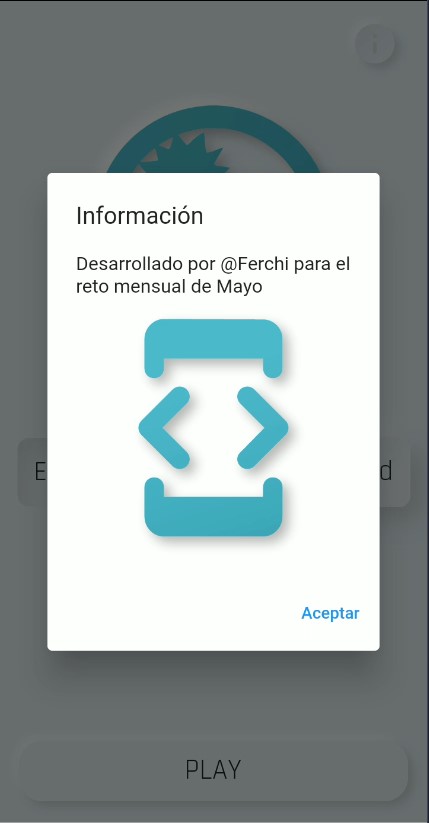 Información
Desarrollado por @Ferchi para el
reto mensual de Mayo
Aceptar
PLAY